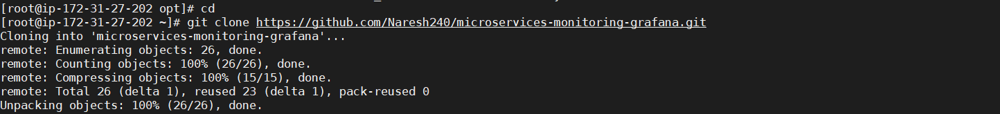 [root@ip-172-31-27-202 opt]# cd
[root@ip-172-31-27-202 ~]# git clone https://github.com/Naresh240/microservices-monitoring-grafana.git
Cloning into 'microservices-monitoring-grafana'...
remote: Enumerating objects: 26, done.
remote: Counting objects: 100% (26/26), done.
remote: Compressing objects: 100% (15/15), done.
remote: Total 26 (delta 1), reused 23 (delta 1), pack-reused 0
Unpacking objects: 100% (26/26), done.